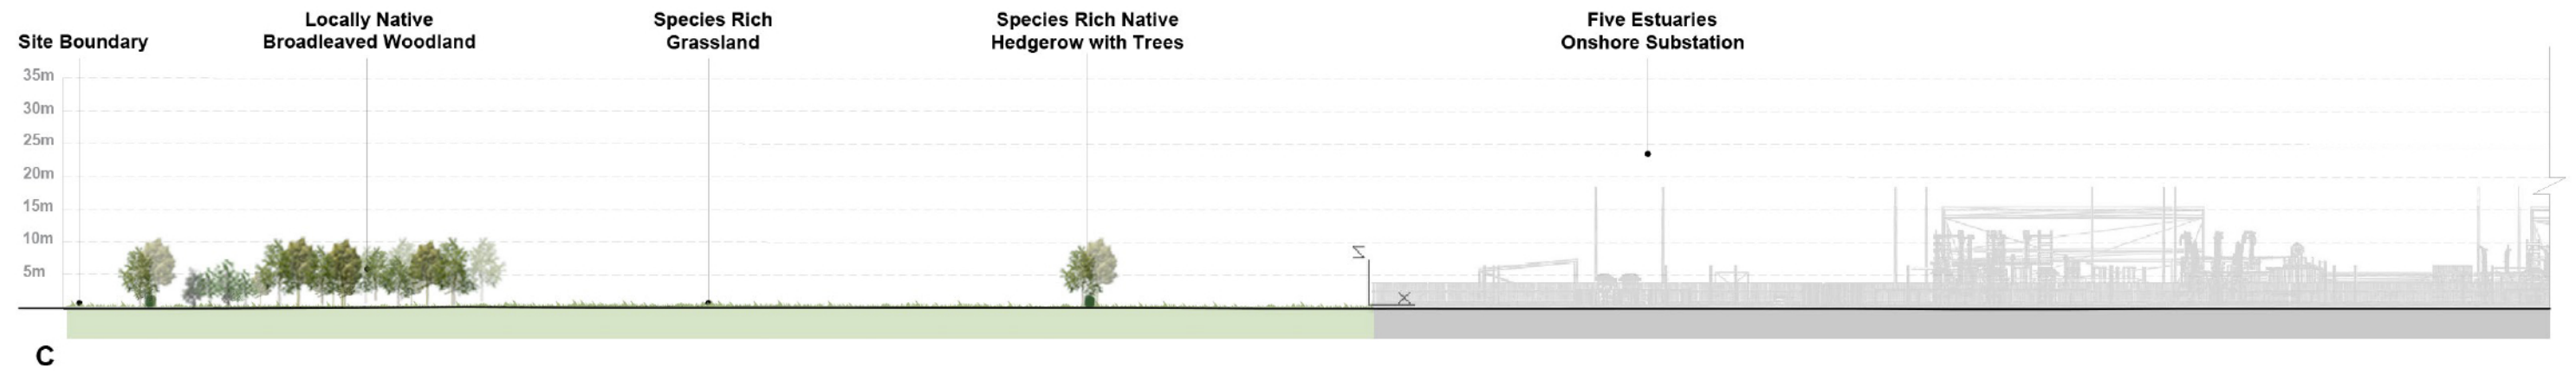 Locally Native
Broadleaved Woodland
Species Rich
Grassland
Species Rich Native
Hedgerow with Trees
Five Estuaries
Onshore Substation
Site Boundary
35m
30m
25m
20m
15m
10m
5m
Z
X
C